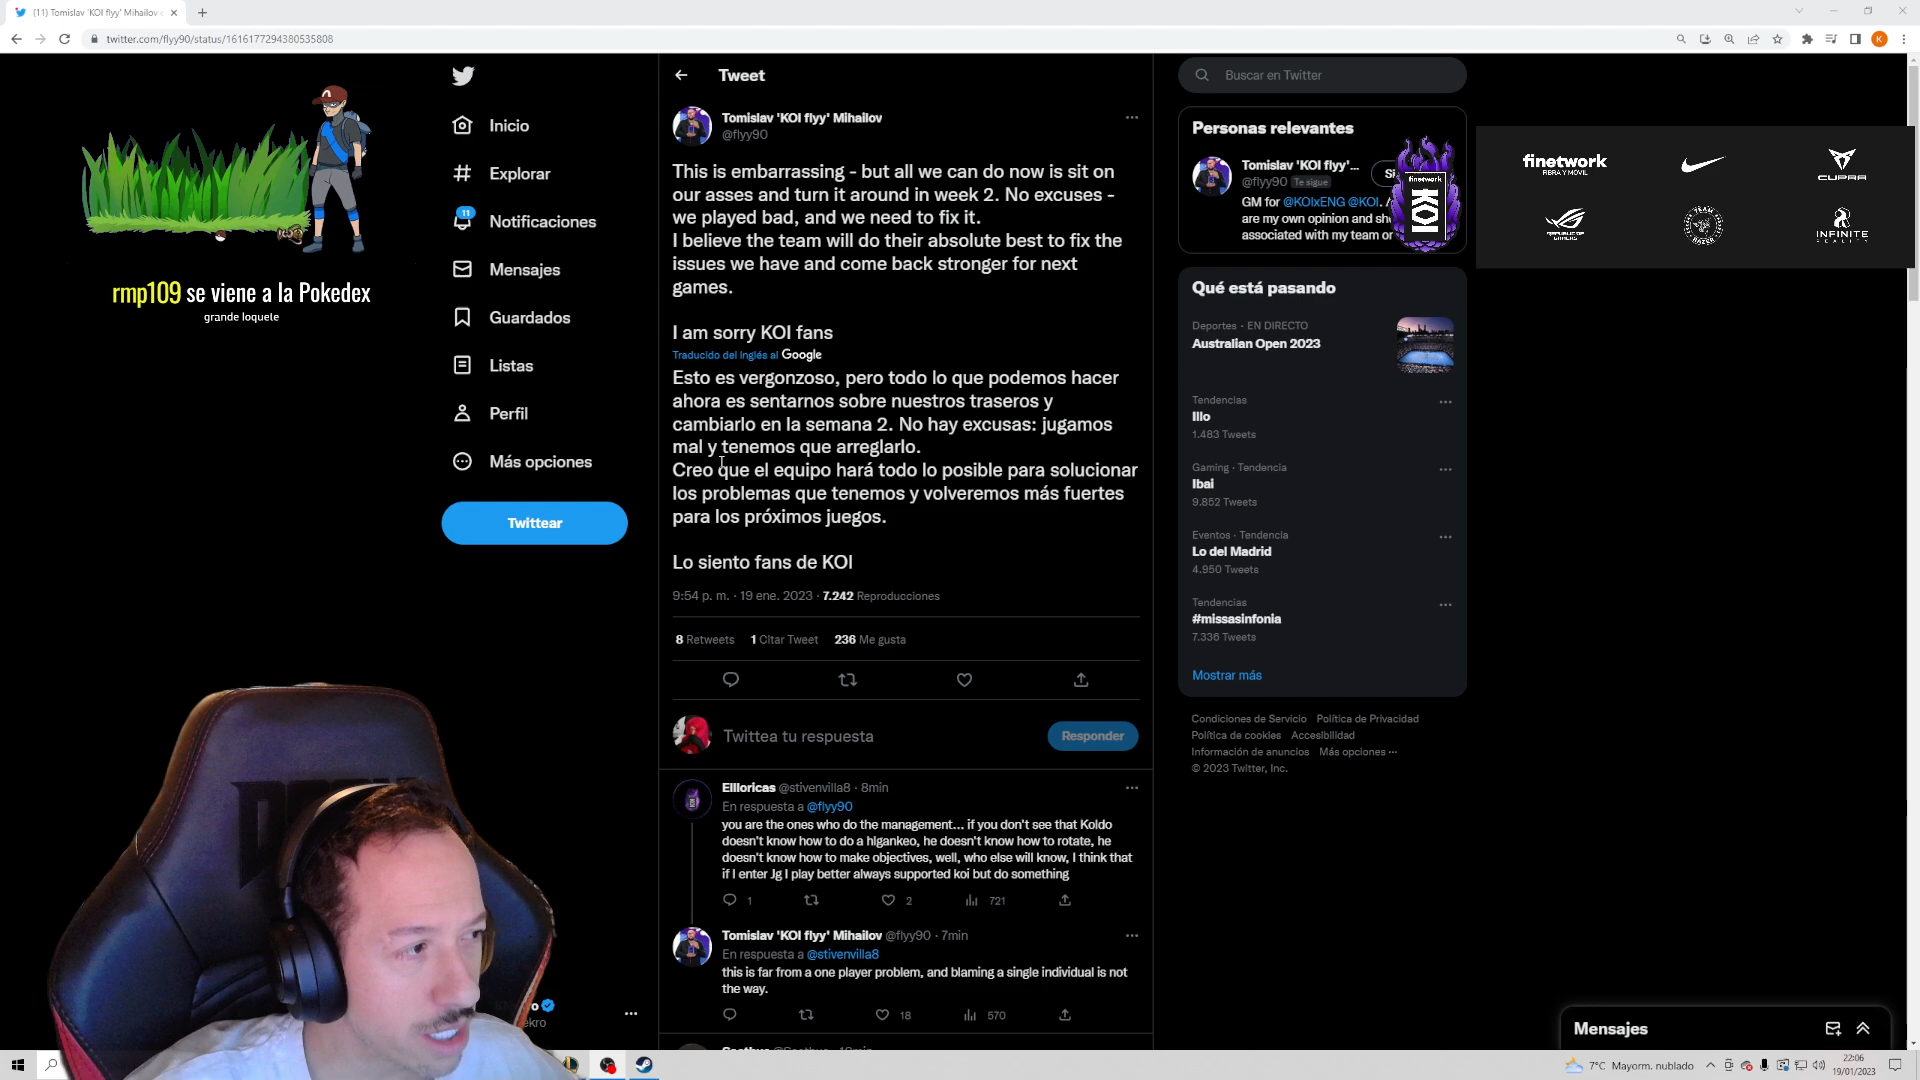 (11) Tomislav 'KOI flyy' Mihailov
twitter.com/flyy90/status/1616177294380535808
K
rmp109 se viene a la Pokedex
grande loquele
Inicio
Explorar
11
Notificaciones
Mensajes
Guardados
Listas
Perfil
Más opciones
Twittear
Tweet
Tomislav 'KOI flyy' Mihailov
@flyy90
This is embarrassing - but all we can do now is sit on
our asses and turn it around in week 2. No excuses -
we played bad, and we need to fix it.
I believe the team will do their absolute best to fix the
issues we have and come back stronger for next
games.
I am sorry KOI fans
Traducido del inglés al Google
Esto es vergonzoso, pero todo lo que podemos hacer
ahora es sentarnos sobre nuestros traseros y
cambiarlo en la semana 2. No hay excusas: jugamos
mal y tenemos que arreglarlo.
Creo que el equipo hará todo lo posible para solucionar
los problemas que tenemos y volveremos más fuertes
para los próximos juegos.
Lo siento fans de KOI
9:54 p. m. · 19 ene. 2023 · 7.242 Reproducciones
8 Retweets 1 Citar Tweet 236 Me gusta
Twittea tu respuesta
Responder
Ellloricas @stivenvilla8 · 8min
En respuesta a @flyy90
you are the ones who do the management... if you don't see that Koldo
doesn't know how to do a hlgankeo, he doesn't know how to rotate, he
doesn't know how to make objectives, well, who else will know, I think that
if I enter Jg I play better always supported koi but do something
1 2 721
Tomislav 'KOI flyy' Mihailov @flyy90 · 7min
En respuesta a @stivenvilla8
this is far from a one player problem, and blaming a single individual is not
the way.
18 570
Buscar en Twitter
Personas relevantes
Tomislav 'KOI flyy'...
@flyy90 Te sigue
GM for @KOIxENG @KOI.
are my own opinion and
associated with my team or
finetwork
KOI
Qué está pasando
Deportes · EN DIRECTO
Australian Open 2023
Tendencias
Illo
1.483 Tweets
Gaming · Tendencia
Ibai
9.852 Tweets
Eventos · Tendencia
Lo del Madrid
4.950 Tweets
Tendencias
#missasinfonia
7.336 Tweets
Mostrar más
Condiciones de Servicio Política de Privacidad
Política de cookies Accesibilidad
Información de anuncios Más opciones ···
© 2023 Twitter, Inc.
finetwork
FIBRA Y MÓVIL
CUPRA
REPUBLIC OF
GAMERS
TEAM
RAZER
INFINITE
REALITY
Mensajes
7°C Mayorm. nublado
22:06
19/01/2023